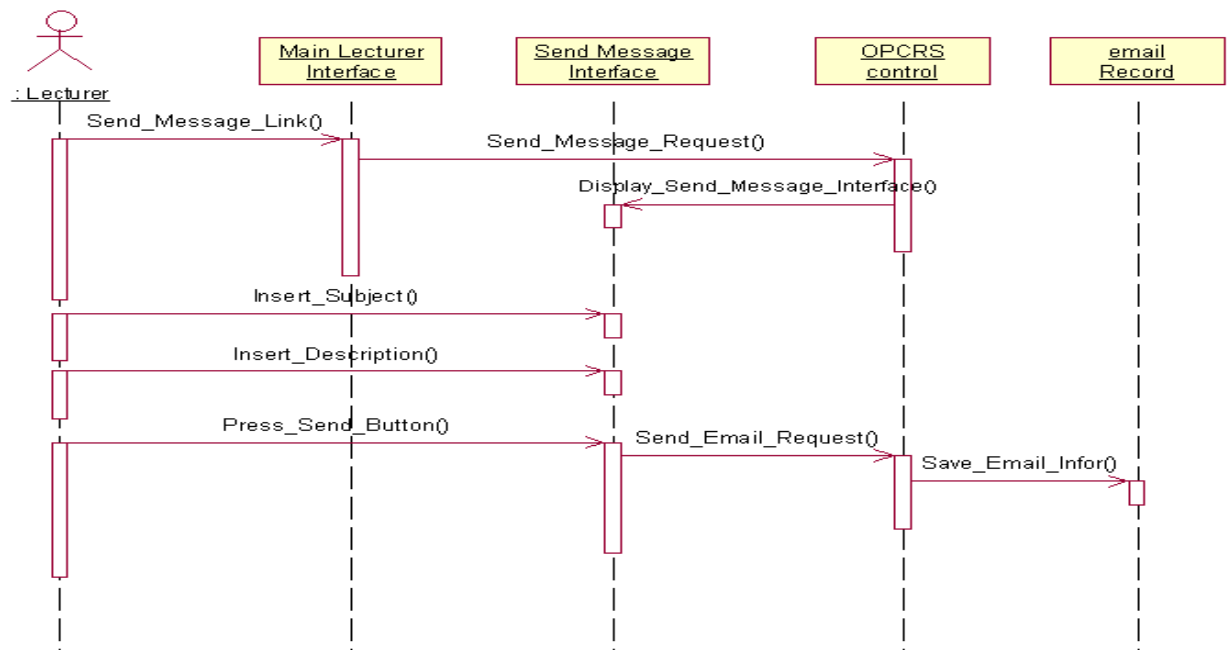 Main Lecturer
Interface
Send Message
Interface
OPCRS
control
email
Record
: Lecturer
Send_Message_Link()
Send_Message_Request()
Display_Send_Message_Interface()
Insert_Subject()
Insert_Description()
Press_Send_Button()
Send_Email_Request()
Save_Email_Infor()